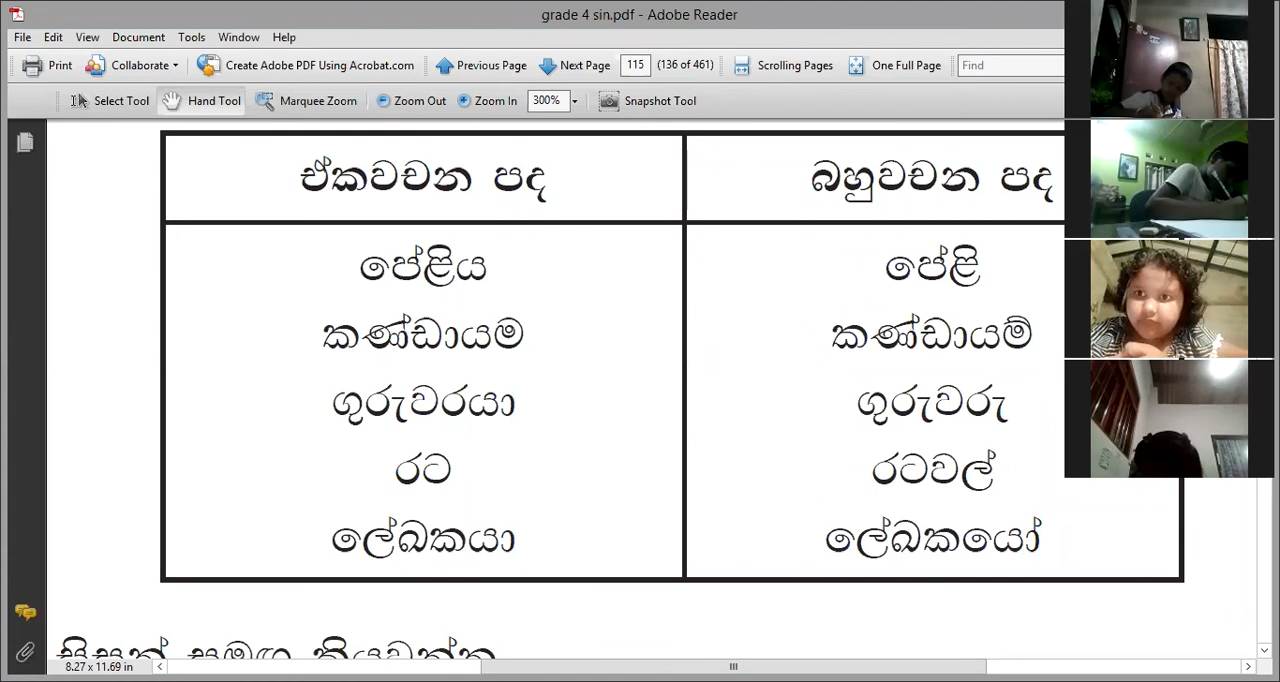 grade 4 sin.pdf - Adobe Reader
File Edit View Document Tools Window Help
Print Collaborate Create Adobe PDF Using Acrobat.com Previous Page Next Page 115 (136 of 461) Scrolling Pages One Full Page Find
Select Tool Hand Tool Marquee Zoom Zoom Out Zoom In 300% Snapshot Tool
ඒකවචන පද බහුවචන පද
පේළිය පේළි
කණ්ඩායම කණ්ඩායම්
ගුරුවරයා ගුරුවරු
රට රටවල්
ලේඛකයා ලේඛකයෝ
සිසුන් සමඟ කියවන්න
8.27 x 11.69 in